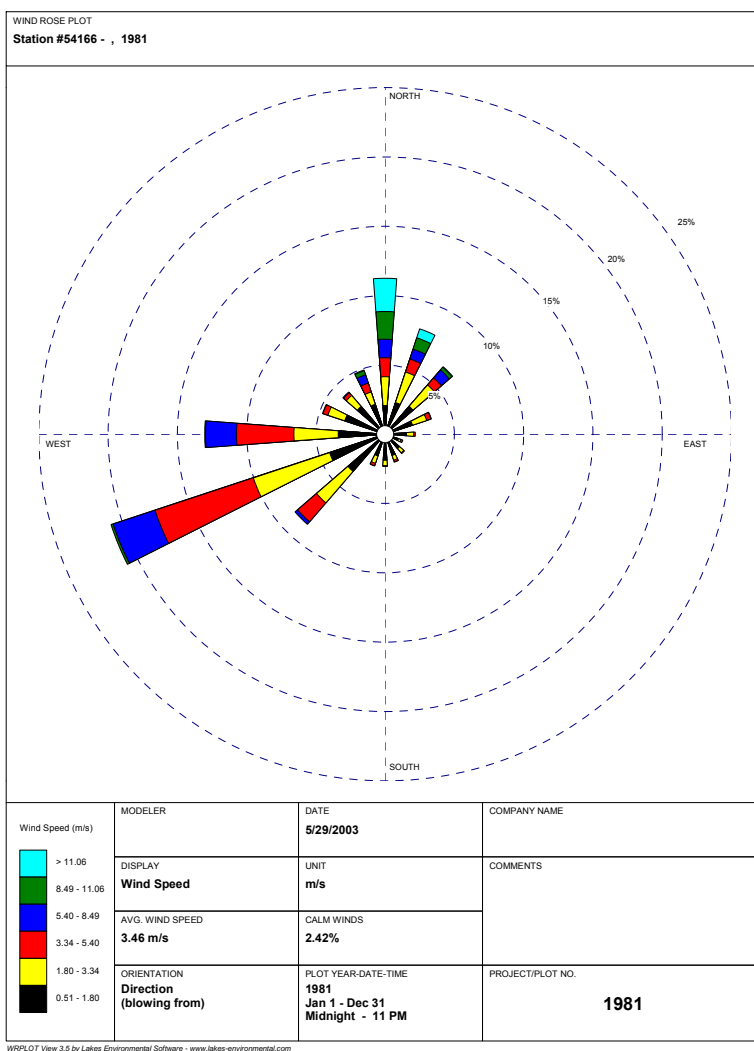 WIND ROSE PLOT
Station #54166 - , 1981
NORTH
25%
20%
15%
10%
5%
WEST
EAST
SOUTH
Wind Speed (m/s)
> 11.06
8.49 - 11.06
5.40 - 8.49
3.34 - 5.40
1.80 - 3.34
0.51 - 1.80
MODELER
DATE
5/29/2003
COMPANY NAME
DISPLAY
Wind Speed
UNIT
m/s
COMMENTS
AVG. WIND SPEED
3.46 m/s
CALM WINDS
2.42%
ORIENTATION
Direction
(blowing from)
PLOT YEAR-DATE-TIME
1981
Jan 1 - Dec 31
Midnight - 11 PM
PROJECT/PLOT NO.
1981
WRPLOT View 3.5 by Lakes Environmental Software - www.lakes-environmental.com